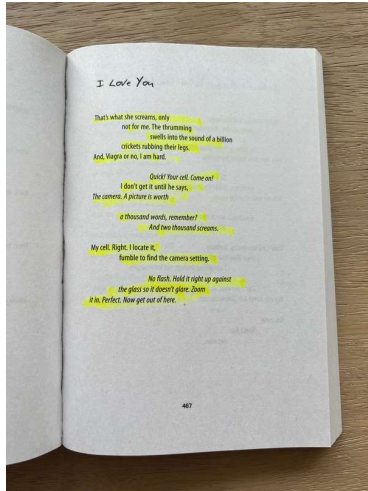 I Love You
That's what she screams, only
not for me. The thrumming
swells into the sound of a billion
crickets rubbing their legs.
And, Viagra or no, I am hard.
Quick! Your cell. Come on!
I don't get it until he says,
The camera. A picture is worth
a thousand words, remember?
And two thousand screams.
My cell. Right. I locate it,
fumble to find the camera setting.
No flash. Hold it right up against
the glass so it doesn't glare. Zoom
it in. Perfect. Now get out of here.
467